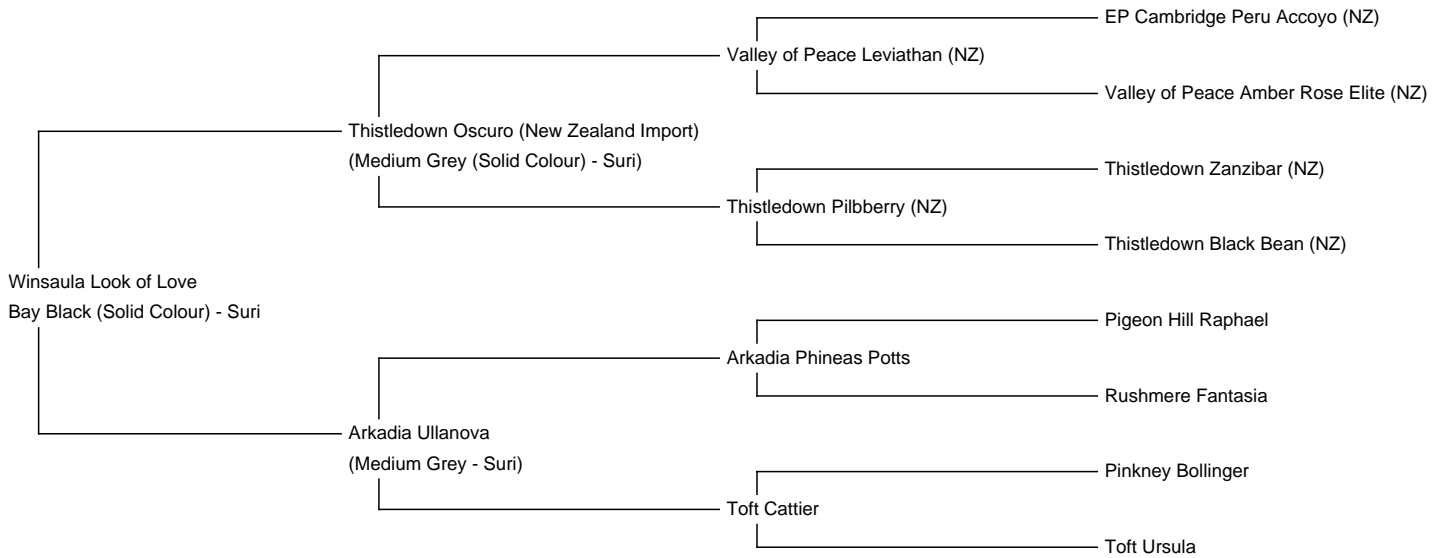 EP Cambridge Peru Accoyo (NZ)
Valley of Peace Leviathan (NZ)
Valley of Peace Amber Rose Elite (NZ)
Thistledown Oscuro (New Zealand Import)
(Medium Grey (Solid Colour) - Suri)
Thistledown Zanzibar (NZ)
Thistledown Pilbberry (NZ)
Thistledown Black Bean (NZ)
Winsaula Look of Love
Bay Black (Solid Colour) - Suri
Pigeon Hill Raphael
Arkadia Phineas Potts
Rushmere Fantasia
Arkadia Ullanova
(Medium Grey - Suri)
Pinkney Bollinger
Toft Cattier
Toft Ursula